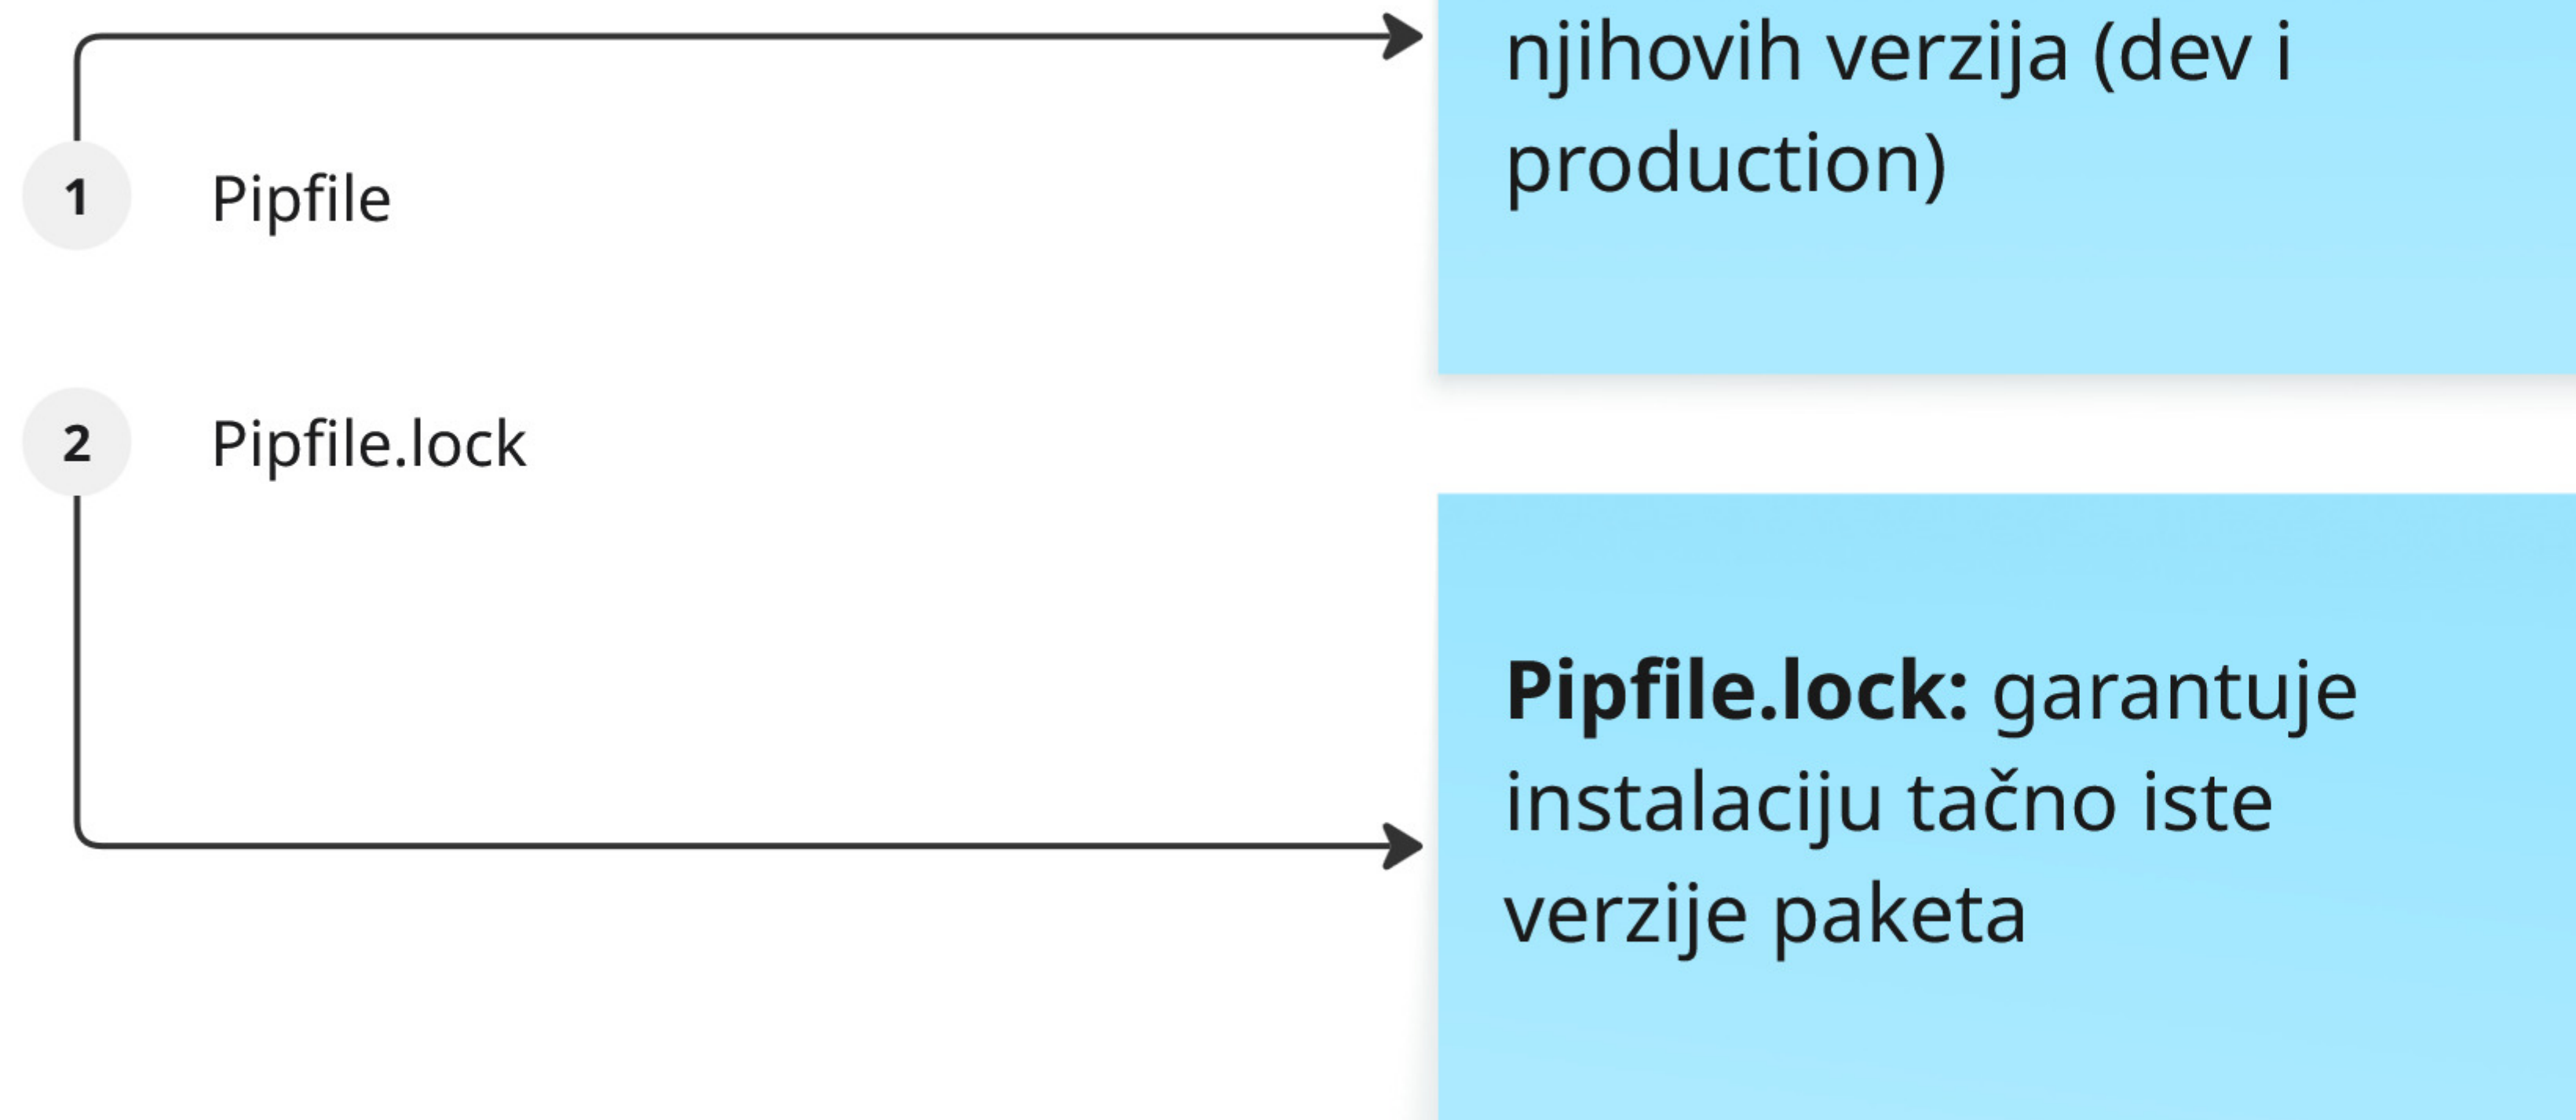 njihovih verzija (dev i
production)
1 Pipfile
2 Pipfile.lock
Pipfile.lock: garantuje
instalaciju tačno iste
verzije paketa